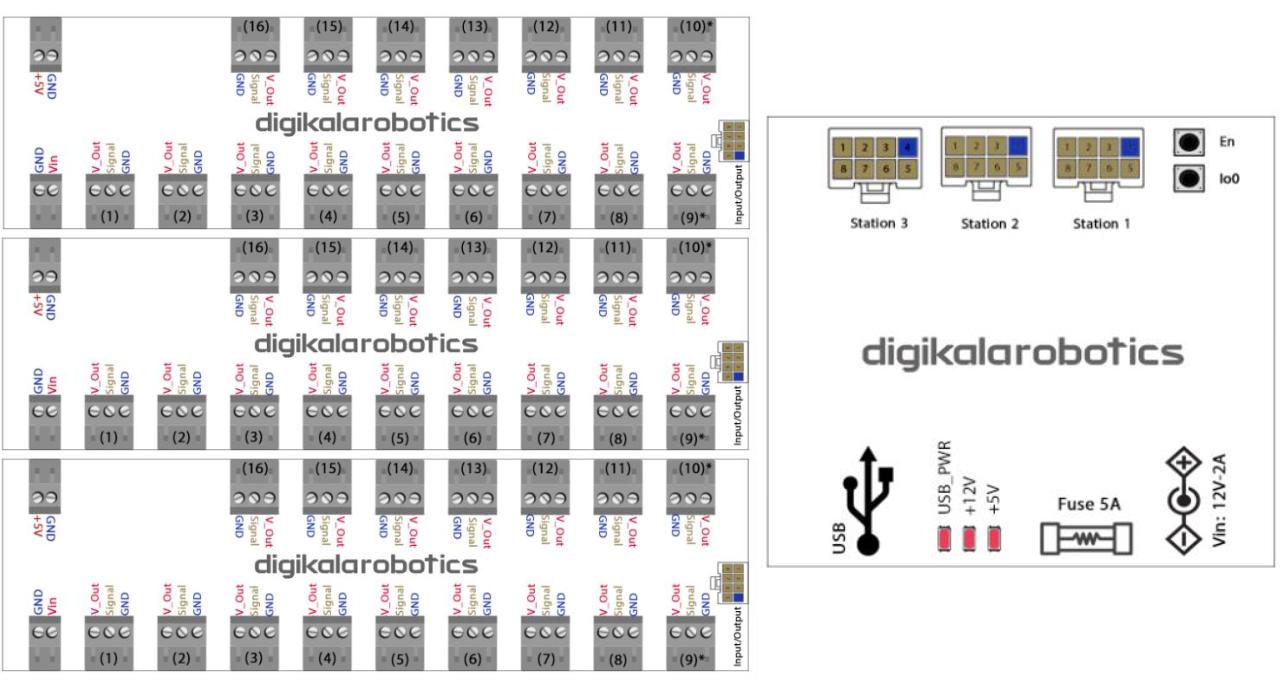 (16) (15) (14) (13) (12) (11) (10)*
+5V GND GND Signal V_Out GND Signal V_Out GND Signal V_Out GND Signal V_Out GND Signal V_Out GND Signal V_Out GND Signal V_Out
digikalarobotics
GND Vin V_Out Signal GND V_Out Signal GND V_Out Signal GND V_Out Signal GND V_Out Signal GND V_Out Signal GND V_Out Signal GND V_Out Signal GND V_Out Signal GND
Input/Output
(1) (2) (3) (4) (5) (6) (7) (8) (9)*
(16) (15) (14) (13) (12) (11) (10)*
+5V GND GND Signal V_Out GND Signal V_Out GND Signal V_Out GND Signal V_Out GND Signal V_Out GND Signal V_Out GND Signal V_Out
digikalarobotics
GND Vin V_Out Signal GND V_Out Signal GND V_Out Signal GND V_Out Signal GND V_Out Signal GND V_Out Signal GND V_Out Signal GND V_Out Signal GND V_Out Signal GND
Input/Output
(1) (2) (3) (4) (5) (6) (7) (8) (9)*
(16) (15) (14) (13) (12) (11) (10)*
+5V GND GND Signal V_Out GND Signal V_Out GND Signal V_Out GND Signal V_Out GND Signal V_Out GND Signal V_Out GND Signal V_Out
digikalarobotics
GND Vin V_Out Signal GND V_Out Signal GND V_Out Signal GND V_Out Signal GND V_Out Signal GND V_Out Signal GND V_Out Signal GND V_Out Signal GND V_Out Signal GND
Input/Output
(1) (2) (3) (4) (5) (6) (7) (8) (9)*
1 2 3 4
8 7 6 5
Station 3
1 2 3
8 7 6 5
Station 2
1 2 3
8 7 6 5
Station 1
En
Io0
digikalarobotics
USB
USB_PWR
+12V
+5V
Fuse 5A
Vin: 12V-2A